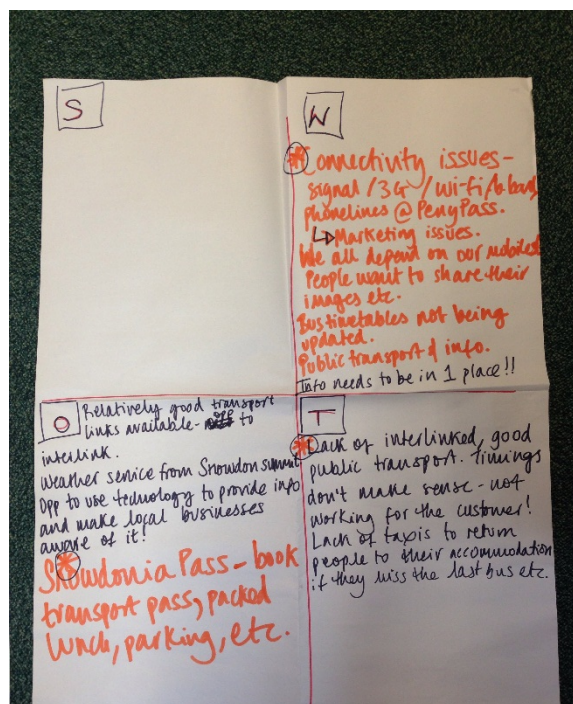 S
W
* Connectivity issues -
signal / 3G / wi-fi/b.band
phonelines @ PenyPass.
↳ Marketing issues.
We all depend on our mobiles
People want to share their
images etc.
Bus timetables not being
updated.
Public transport & info.
Info needs to be in 1 place!!
O
Relatively good transport
links available - opp to
interlink.
Weather service from Snowdon summit
Opp to use technology to provide info
and make local businesses
aware of it!
* Snowdonia Pass - book
transport pass, packed
lunch, parking, etc.
T
* Lack of interlinked, good
public transport. Timings
don't make sense - not
working for the customer!
Lack of taxis to return
people to their accommodation
if they miss the last bus etc.